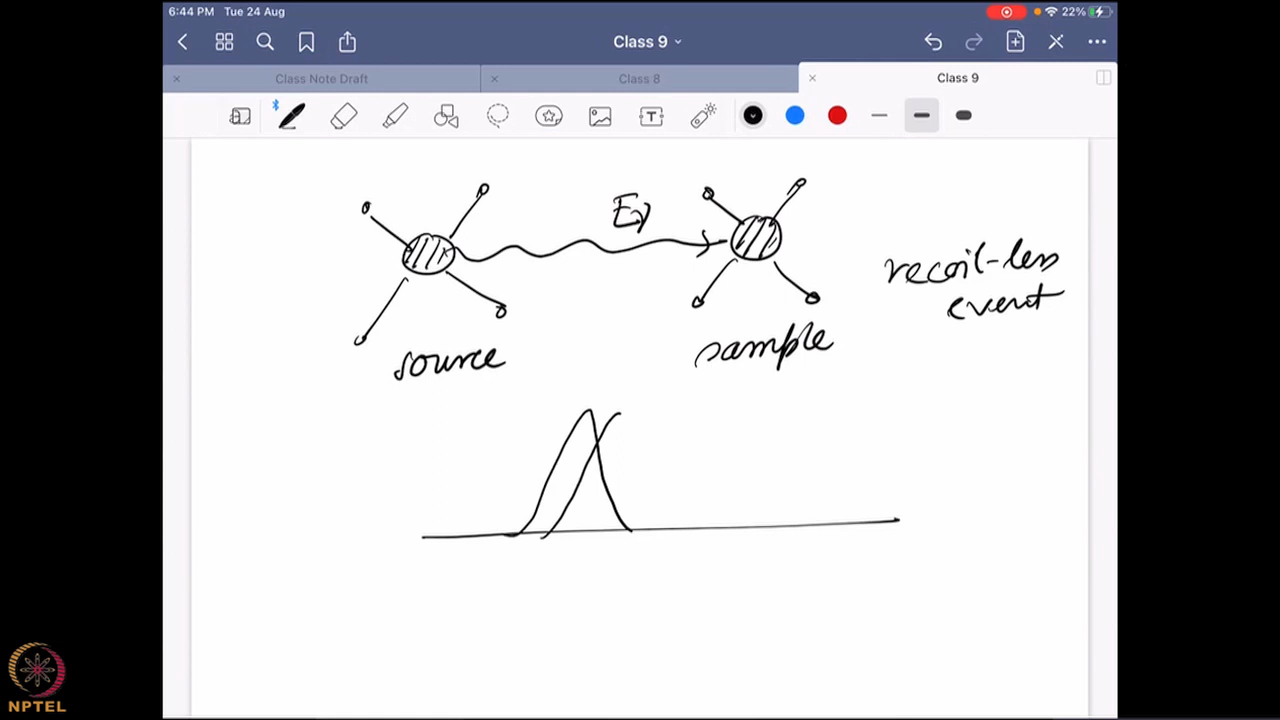 6:44 PM Tue 24 Aug
22%
Class 9
Class Note Draft
Class 8
Class 9
T
Eγ
recoil-less
event
source
sample
NPTEL